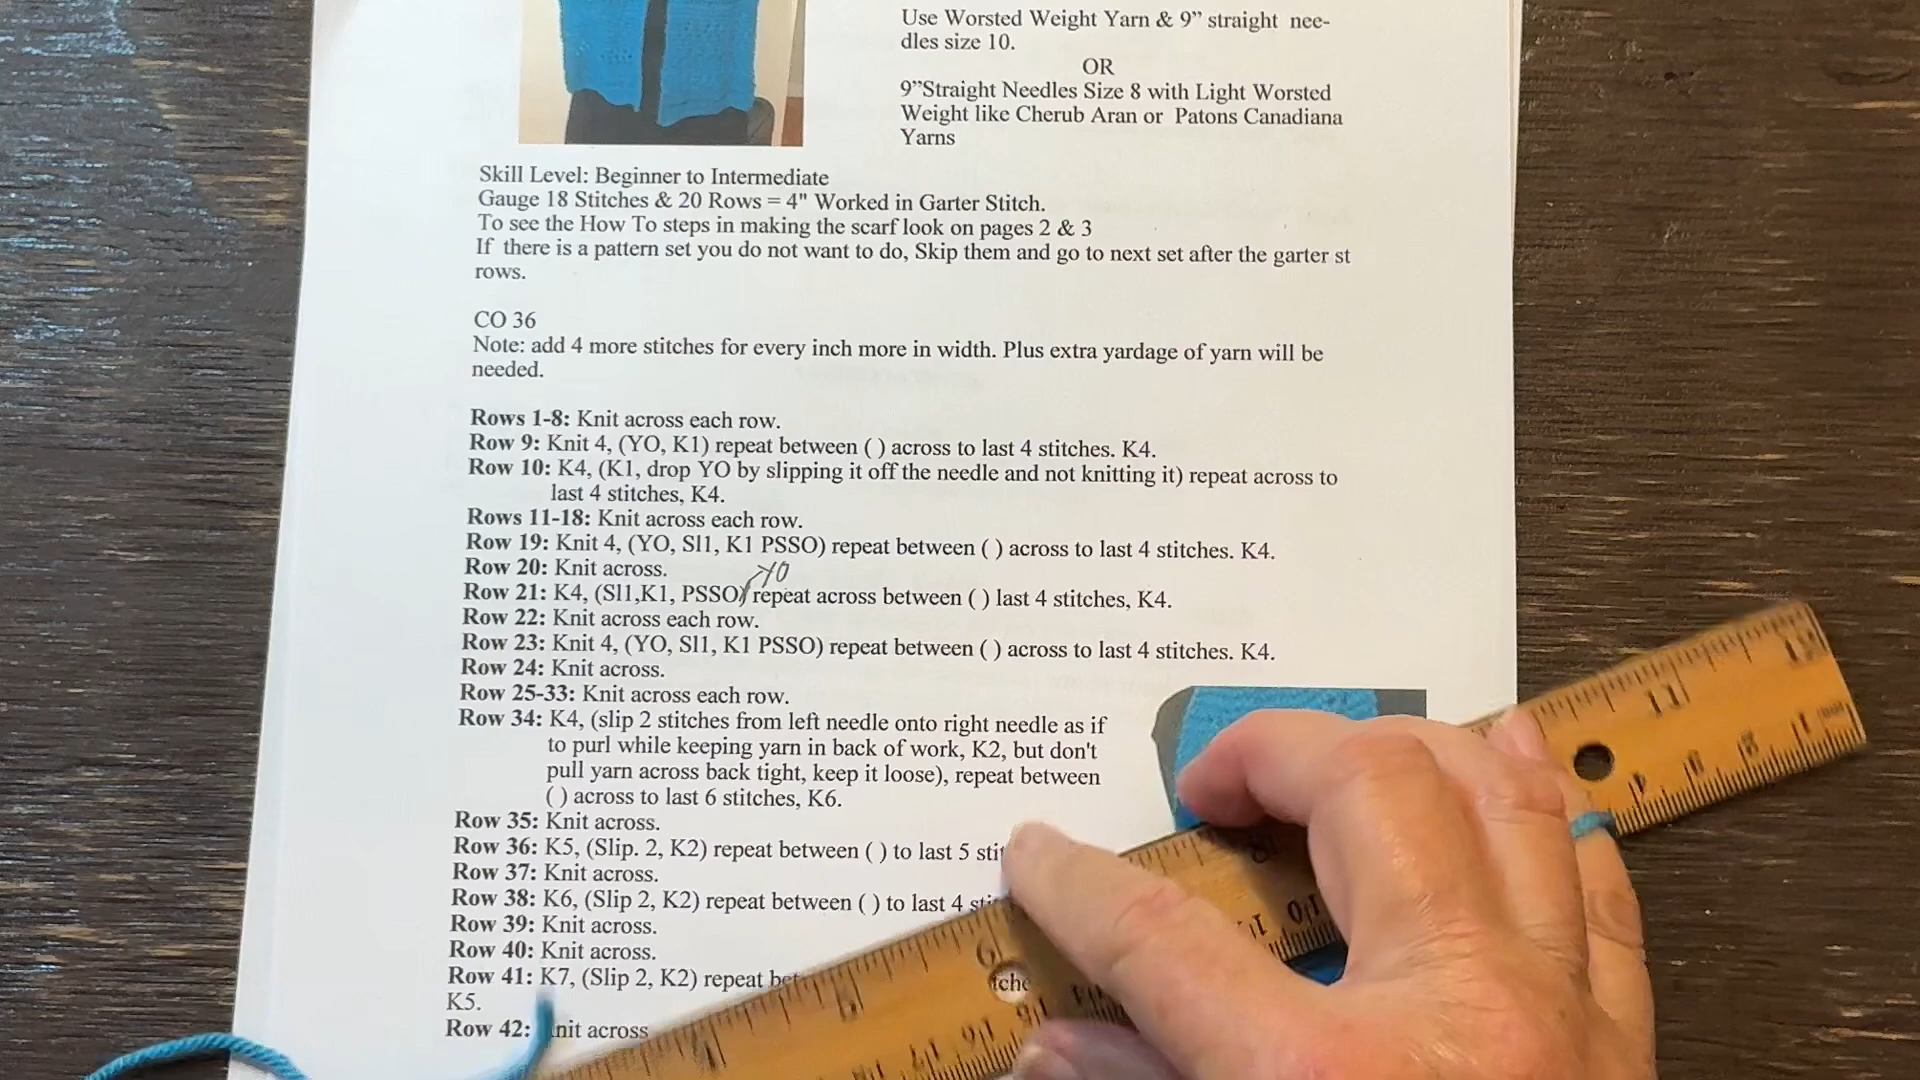 Use Worsted Weight Yarn & 9” straight nee-
dles size 10.
OR
9”Straight Needles Size 8 with Light Worsted
Weight like Cherub Aran or Patons Canadiana
Yarns
Skill Level: Beginner to Intermediate
Gauge 18 Stitches & 20 Rows = 4" Worked in Garter Stitch.
To see the How To steps in making the scarf look on pages 2 & 3
If there is a pattern set you do not want to do, Skip them and go to next set after the garter st
rows.
CO 36
Note: add 4 more stitches for every inch more in width. Plus extra yardage of yarn will be
needed.
Rows 1-8: Knit across each row.
Row 9: Knit 4, (YO, K1) repeat between ( ) across to last 4 stitches. K4.
Row 10: K4, (K1, drop YO by slipping it off the needle and not knitting it) repeat across to
last 4 stitches, K4.
Rows 11-18: Knit across each row.
Row 19: Knit 4, (YO, Sl1, K1 PSSO) repeat between ( ) across to last 4 stitches. K4.
Row 20: Knit across.
YO
Row 21: K4, (Sl1,K1, PSSO) repeat across between ( ) last 4 stitches, K4.
Row 22: Knit across each row.
Row 23: Knit 4, (YO, Sl1, K1 PSSO) repeat between ( ) across to last 4 stitches. K4.
Row 24: Knit across.
Row 25-33: Knit across each row.
Row 34: K4, (slip 2 stitches from left needle onto right needle as if
to purl while keeping yarn in back of work, K2, but don't
pull yarn across back tight, keep it loose), repeat between
( ) across to last 6 stitches, K6.
Row 35: Knit across.
Row 36: K5, (Slip. 2, K2) repeat between ( ) to last 5
Row 37: Knit across.
Row 38: K6, (Slip 2, K2) repeat between ( ) to last 4
Row 39: Knit across.
Row 40: Knit across.
Row 41: K7, (Slip 2, K2) repeat
K5.
Row 42: across
11